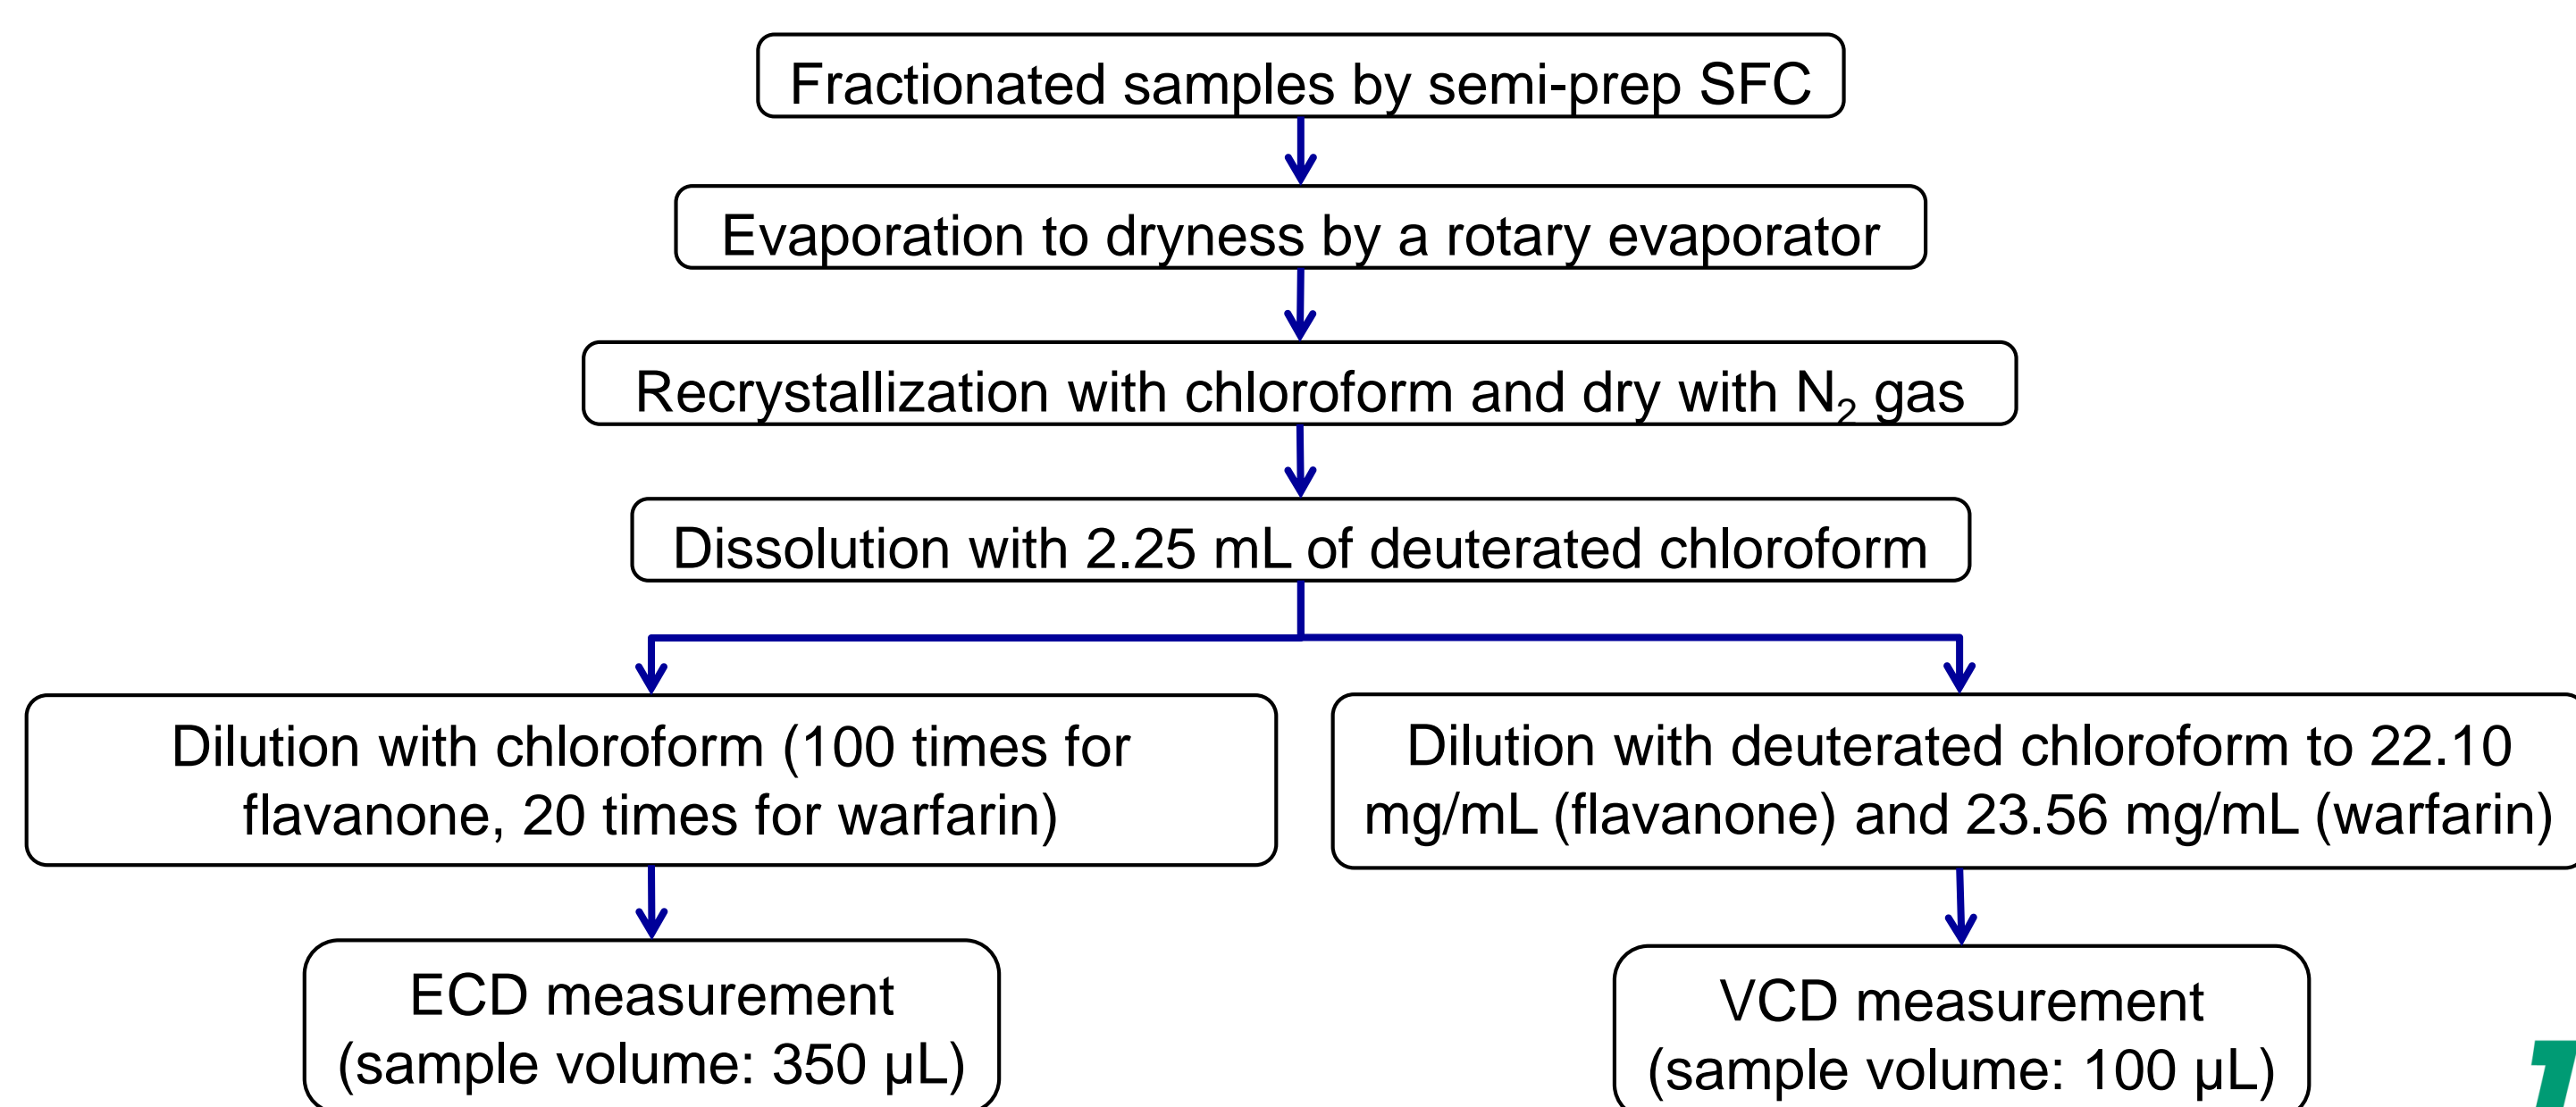 Fractionated samples by semi-prep SFC
Evaporation to dryness by a rotary evaporator
Recrystallization with chloroform and dry with N₂ gas
Dissolution with 2.25 mL of deuterated chloroform
Dilution with chloroform (100 times for
flavanone, 20 times for warfarin)
Dilution with deuterated chloroform to 22.10
mg/mL (flavanone) and 23.56 mg/mL (warfarin)
ECD measurement
(sample volume: 350 µL)
VCD measurement
(sample volume: 100 µL)